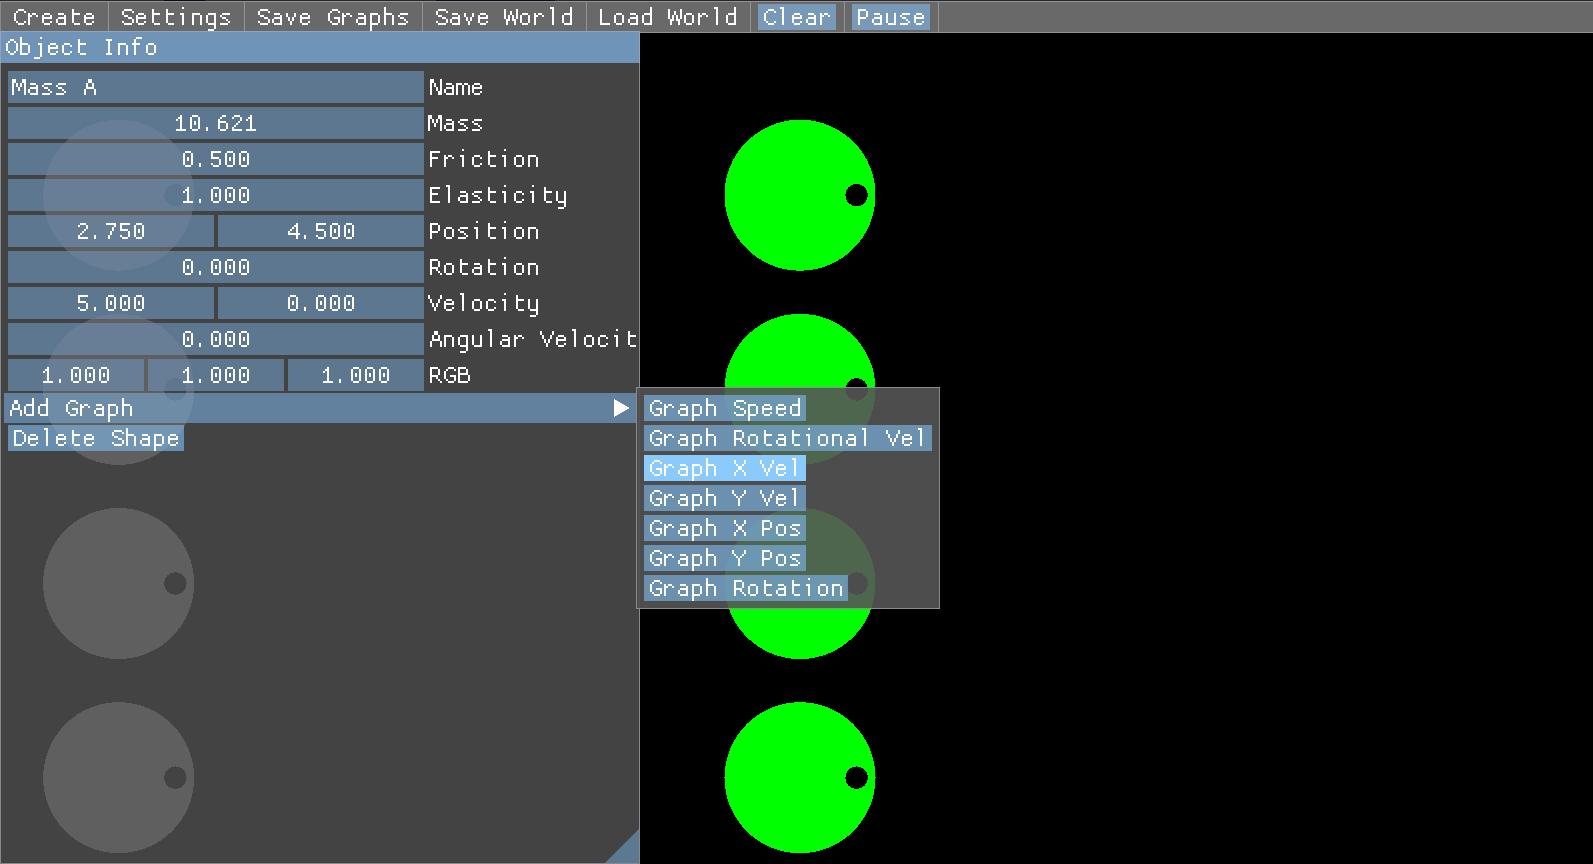 Create Settings Save Graphs Save World Load World Clear Pause
Object Info
Mass A Name
10.621 Mass
0.500 Friction
1.000 Elasticity
2.750 4.500 Position
0.000 Rotation
5.000 0.000 Velocity
0.000 Angular Velocit
1.000 1.000 1.000 RGB
Add Graph
Delete Shape
Graph Speed
Graph Rotational Vel
Graph X Vel
Graph Y Vel
Graph X Pos
Graph Y Pos
Graph Rotation